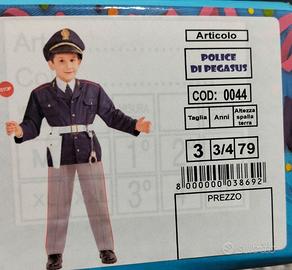 Articolo
POLICE
DI PEGASUS
COD: 0044
Taglia
Anni
Altezza
spalla
terra
3
3/4
79
8 000000 038692
PREZZO
STOP